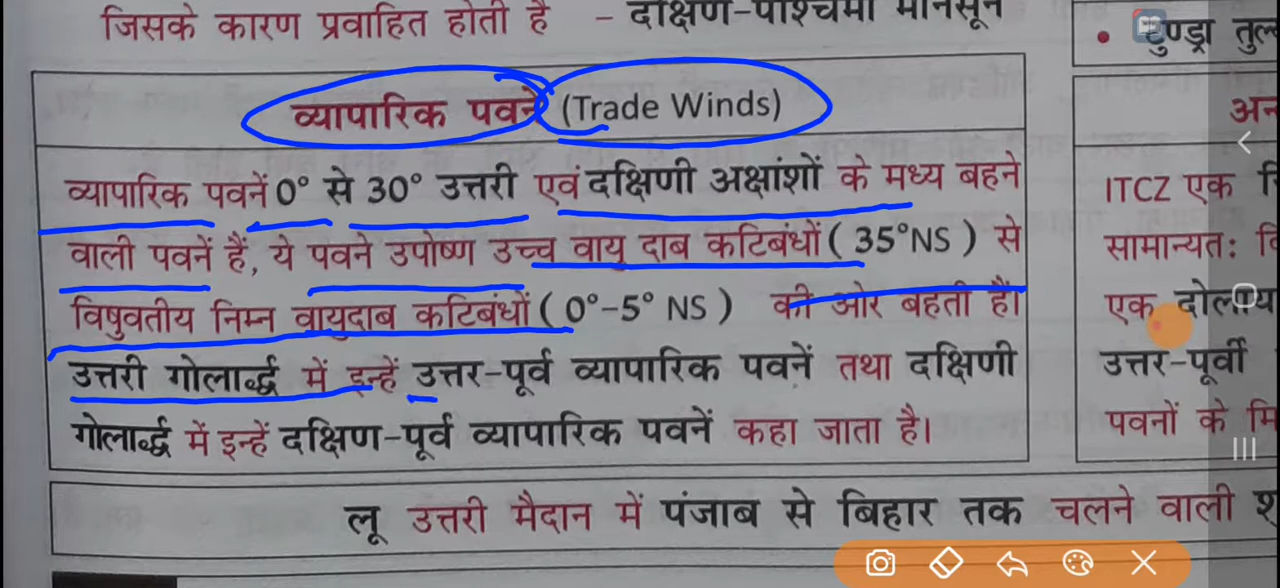 जिसके कारण प्रवाहित होती है – दक्षिण-पश्चिमी मानसून
व्यापारिक पवनें (Trade Winds)
व्यापारिक पवनें 0° से 30° उत्तरी एवं दक्षिणी अक्षांशों के मध्य बहने
वाली पवनें हैं, ये पवने उपोष्ण उच्च वायु दाब कटिबंधों ( 35°NS ) से
विषुवतीय निम्न वायुदाब कटिबंधों ( 0°–5° NS ) की ओर बहती हैं।
उत्तरी गोलार्द्ध में इन्हें उत्तर-पूर्व व्यापारिक पवनें तथा दक्षिणी
गोलार्द्ध में इन्हें दक्षिण-पूर्व व्यापारिक पवनें कहा जाता है।
लू उत्तरी मैदान में पंजाब से बिहार तक चलने वाली
• टुण्ड्रा
ITCZ एक
सामान्यत:
एक
उत्तर-पूर्वी
पवनों के